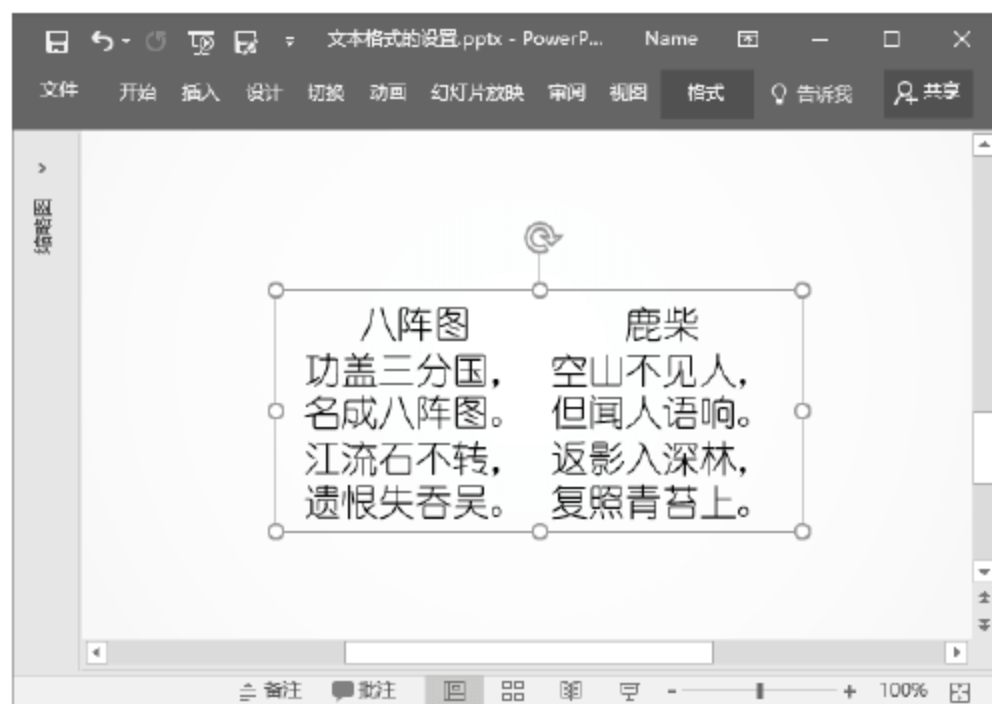 文本格式的设置.pptx - PowerP... Name
文件 开始 插入 设计 切换 动画 幻灯片放映 审阅 视图 格式 告诉我 共享
缩略图
八阵图
功盖三分国，
名成八阵图。
江流石不转，
遗恨失吞吴。
鹿柴
空山不见人，
但闻人语响。
返影入深林，
复照青苔上。
备注 批注 100%